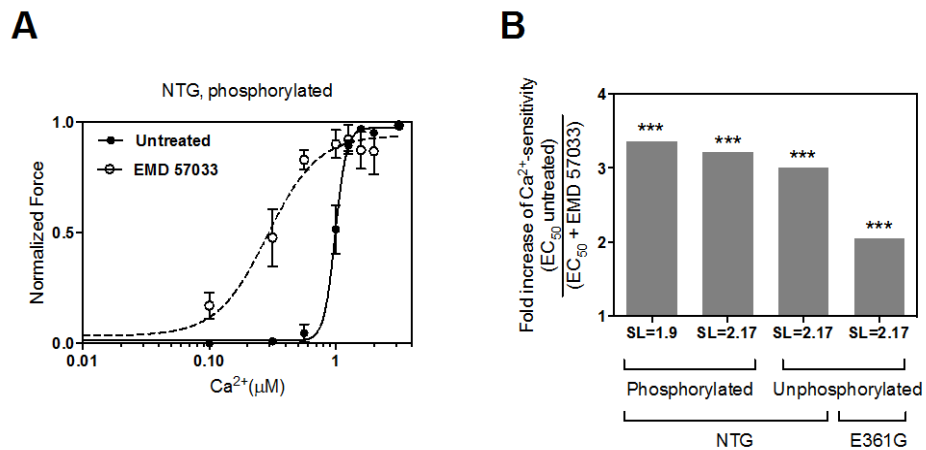 A
NTG, phosphorylated
Normalized Force
1.0
0.5
0.0
Untreated
EMD 57033
0.01
0.10
1
10
Ca²⁺(μM)
B
Fold increase of Ca²⁺-sensitivity
(EC₅₀ untreated)
(EC₅₀ + EMD 57033)
4
3
2
1
***
***
***
***
SL=1.9
SL=2.17
SL=2.17
SL=2.17
Phosphorylated
Unphosphorylated
NTG
E361G